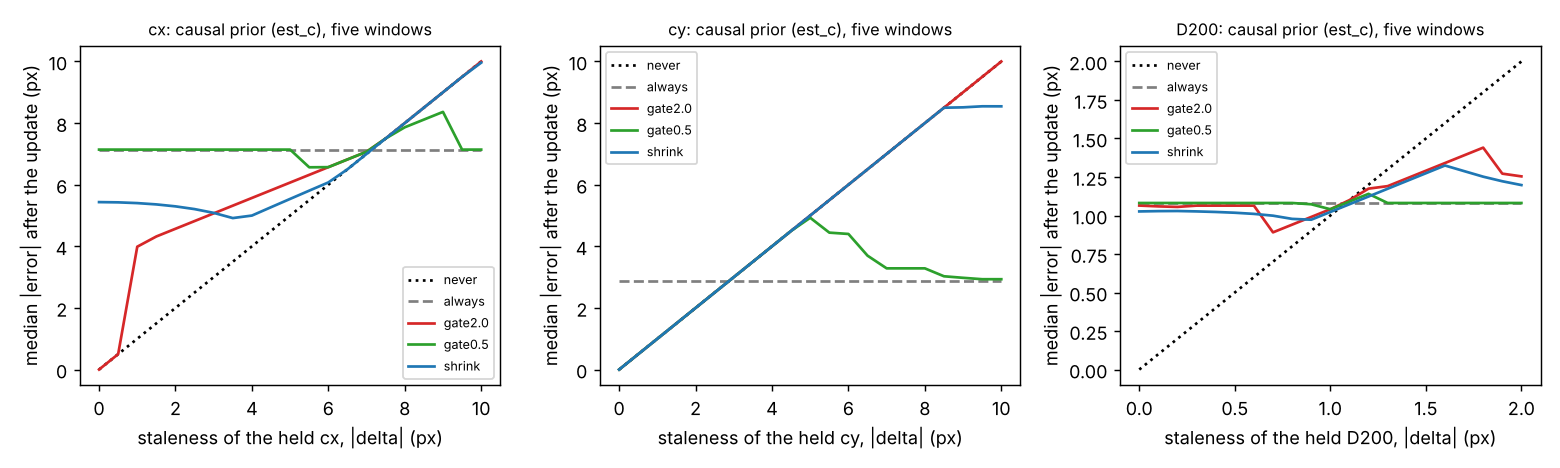 cx: causal prior (est_c), five windows
median |error| after the update (px)
10
8
6
4
2
0
never
always
gate2.0
gate0.5
shrink
0 2 4 6 8 10
staleness of the held cx, |delta| (px)
cy: causal prior (est_c), five windows
median |error| after the update (px)
10
8
6
4
2
0
never
always
gate2.0
gate0.5
shrink
0 2 4 6 8 10
staleness of the held cy, |delta| (px)
D200: causal prior (est_c), five windows
median |error| after the update (px)
2.00
1.75
1.50
1.25
1.00
0.75
0.50
0.25
0.00
never
always
gate2.0
gate0.5
shrink
0.0 0.5 1.0 1.5 2.0
staleness of the held D200, |delta| (px)